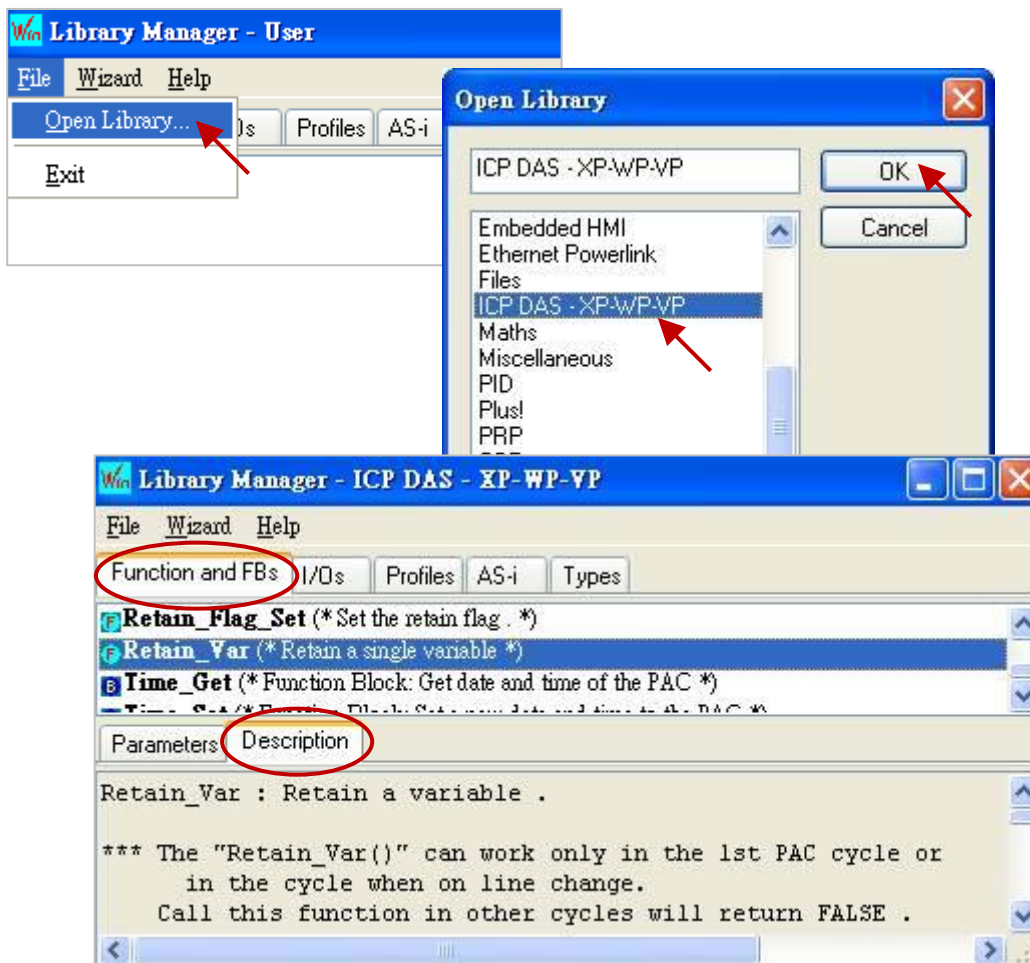 Win Library Manager - User
File Wizard Help
Open Library...
Os Profiles AS-i
Exit
Open Library
ICP DAS - XP-WP-VP
OK
Cancel
Embedded HMI
Ethernet Powerlink
Files
ICP DAS - XP-WP-VP
Maths
Miscellaneous
PID
Plus!
PRP
Win Library Manager - ICP DAS - XP-WP-VP
File Wizard Help
Function and FBs I/Os Profiles AS-i Types
F Retain_Flag_Set (* Set the retain flag . *)
F Retain_Var (* Retain a single variable *)
B Time_Get (* Function Block: Get date and time of the PAC *)
Parameters Description
Retain_Var : Retain a variable .
*** The "Retain_Var()" can work only in the 1st PAC cycle or
in the cycle when on line change.
Call this function in other cycles will return FALSE .